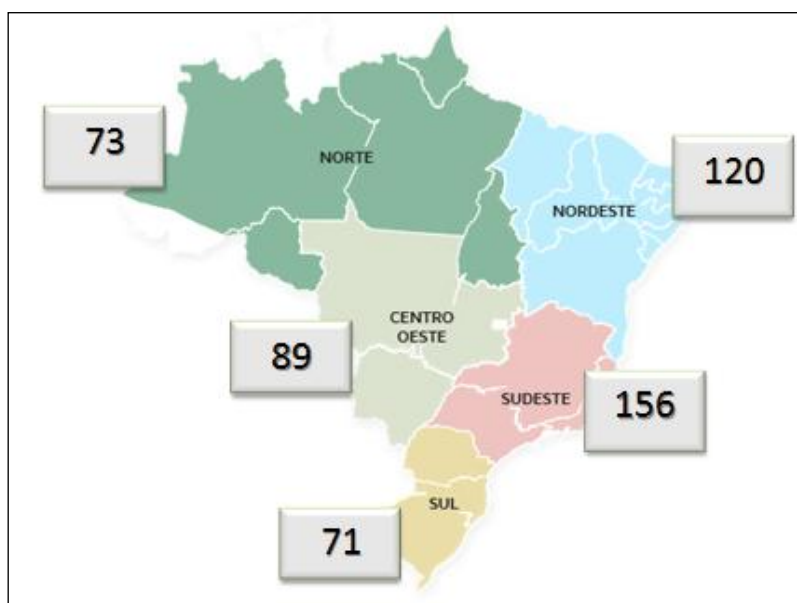 73
NORTE
120
NORDESTE
CENTRO
OESTE
89
SUDESTE
156
SUL
71